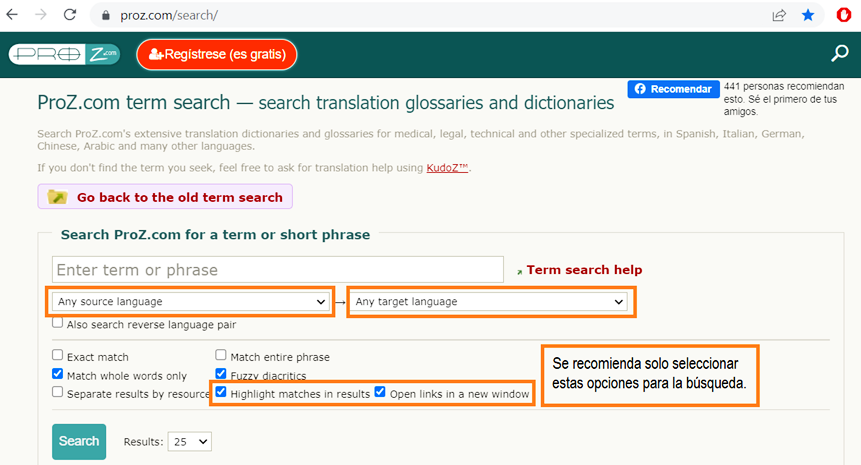 proz.com/search/
PROZ.com
Regístrese (es gratis)
Recomendar
441 personas recomiendan
esto. Sé el primero de tus
amigos.
ProZ.com term search — search translation glossaries and dictionaries
Search ProZ.com's extensive translation dictionaries and glossaries for medical, legal, technical and other specialized terms, in Spanish, Italian, German,
Chinese, Arabic and many other languages.
If you don't find the term you seek, feel free to ask for translation help using KudoZ™.
Go back to the old term search
Search ProZ.com for a term or short phrase
Enter term or phrase
Term search help
Any source language → Any target language
Also search reverse language pair
Exact match Match entire phrase
Match whole words only Fuzzy diacritics
Separate results by resource Highlight matches in results Open links in a new window
Se recomienda solo seleccionar
estas opciones para la búsqueda.
Search Results: 25